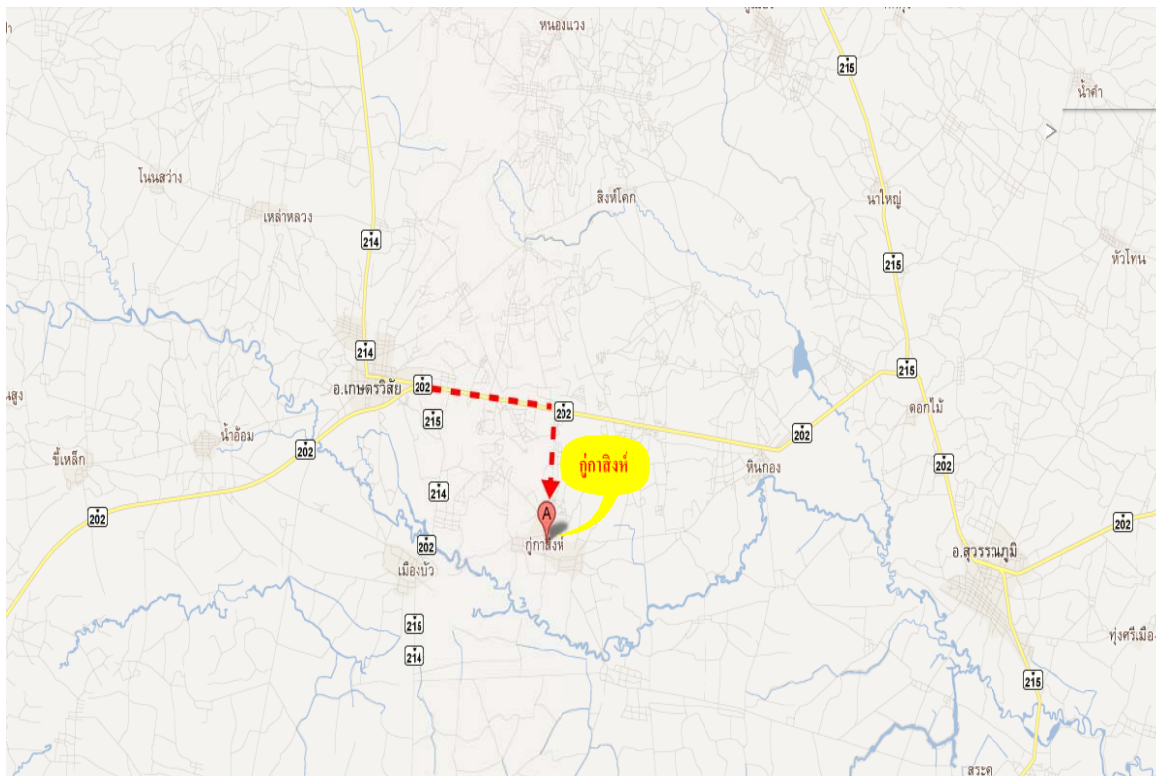 หนองแวง
215
น้ำคำ
โนนสว่าง
เหล่าหลวง
สิงห์โคก
นาใหญ่
214
215
หัวโทน
214
215
อ.เกษตรวิสัย
202
202
215
ดอกไม้
น้ำอ้อม
202
202
ขี้เหล็ก
กู่กาสิงห์
หินกอง
202
214
202
A
202
202
กู่กาสิงห์
อ.สุวรรณภูมิ
เมืองบัว
215
ทุ่งศรีเมือง
214
215
สระคู